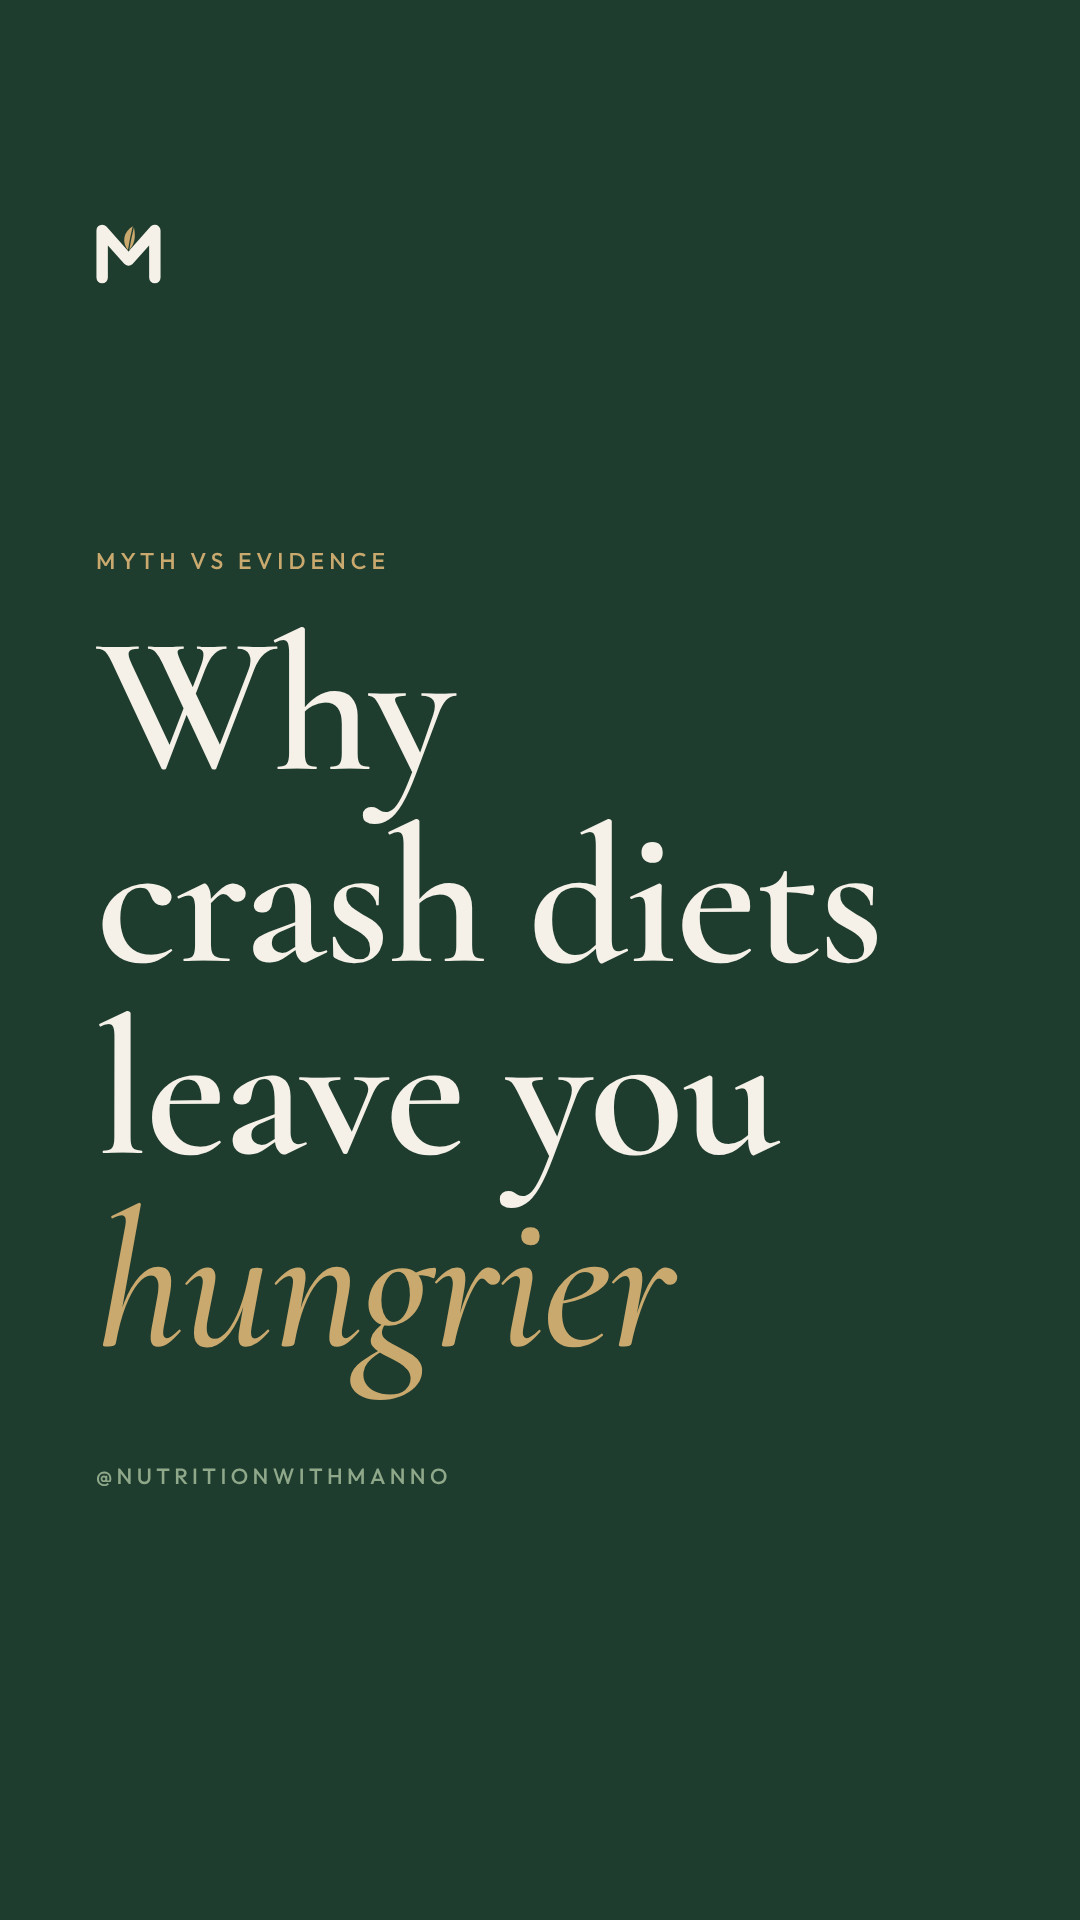 M
MYTH VS EVIDENCE
Why
crash diets
leave you
hungrier
@NUTRITIONWITHMANNO